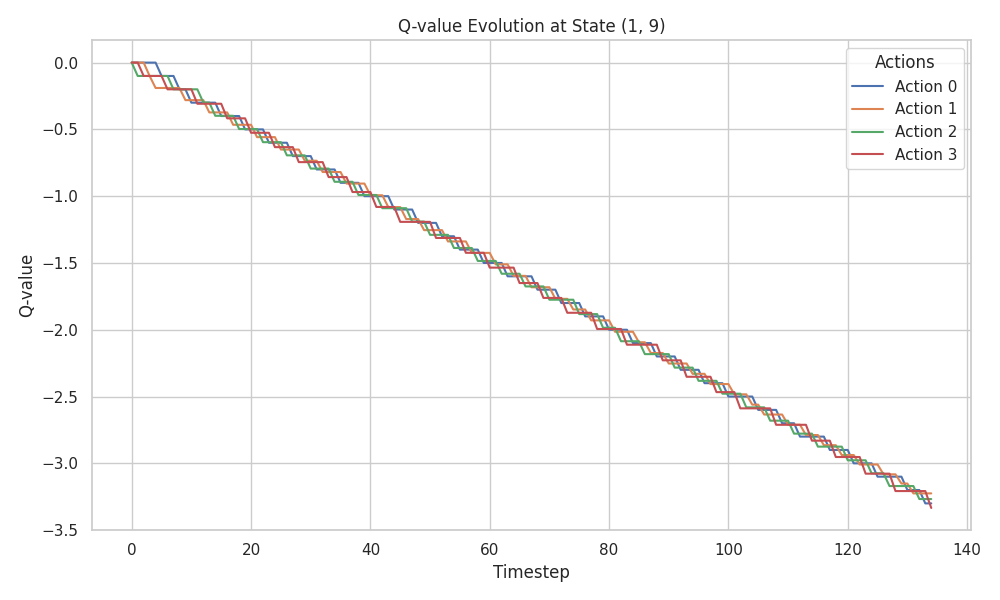 Q-value Evolution at State (1, 9)
Actions
Action 0
Action 1
Action 2
Action 3
Q-value
0.0
−0.5
−1.0
−1.5
−2.0
−2.5
−3.0
−3.5
0 20 40 60 80 100 120 140
Timestep